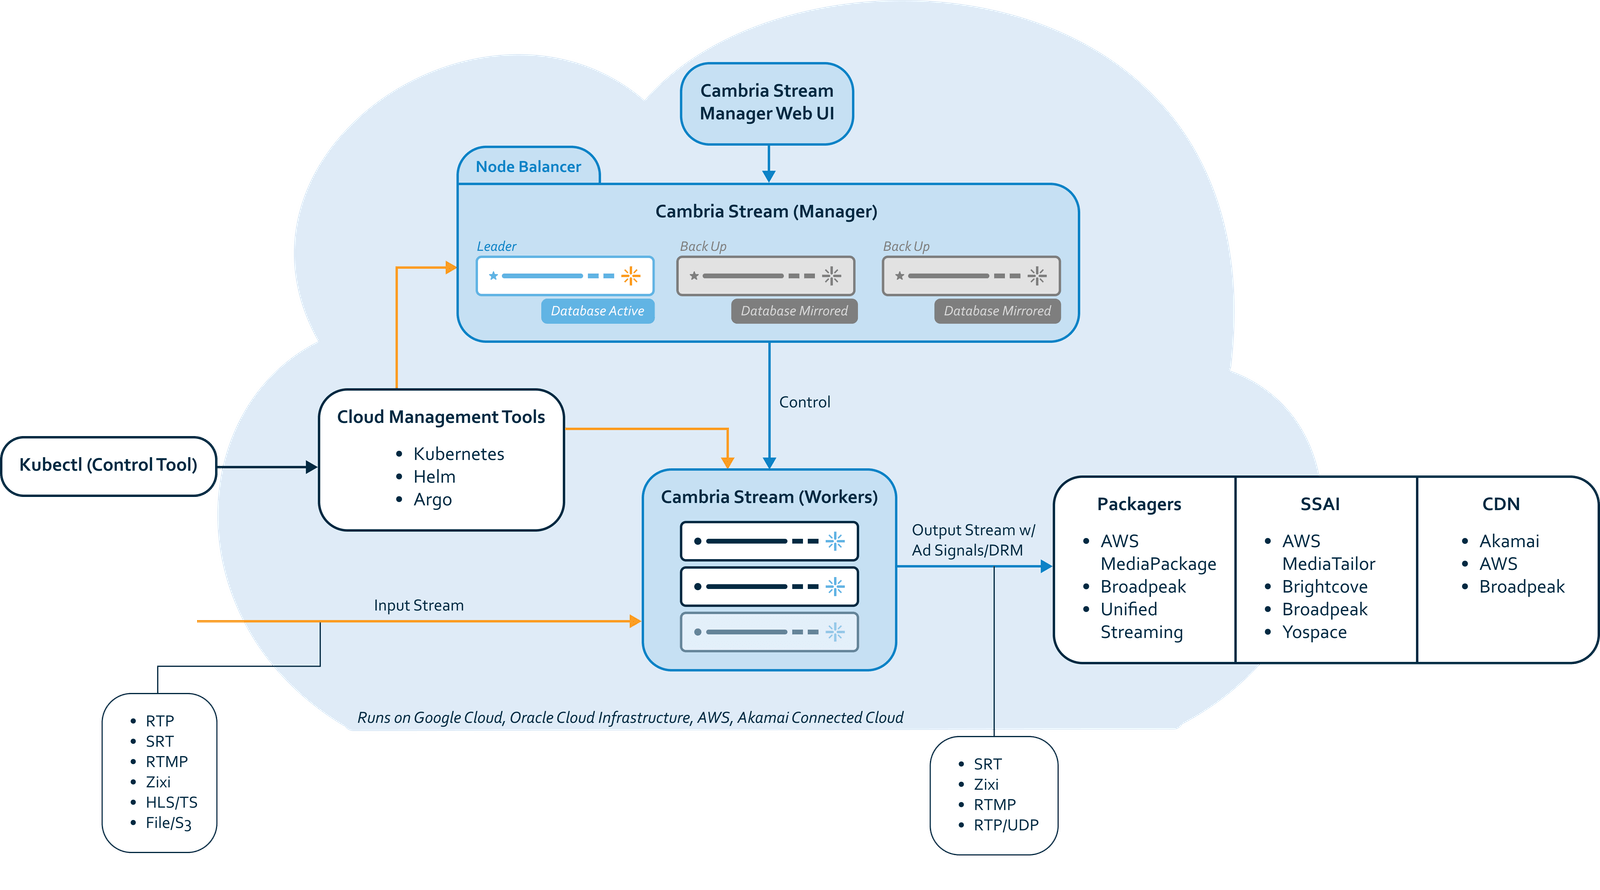 Cambria Stream
Manager Web UI
Node Balancer
Cambria Stream (Manager)
Leader
Back Up
Back Up
Database Active
Database Mirrored
Database Mirrored
Control
Cloud Management Tools
• Kubernetes
• Helm
• Argo
Kubectl (Control Tool)
Cambria Stream (Workers)
Output Stream w/
Ad Signals/DRM
Packagers
• AWS
MediaPackage
• Broadpeak
• Unified
Streaming
SSAI
• AWS
MediaTailor
• Brightcove
• Broadpeak
• Yospace
CDN
• Akamai
• AWS
• Broadpeak
Input Stream
• RTP
• SRT
• RTMP
• Zixi
• HLS/TS
• File/S3
Runs on Google Cloud, Oracle Cloud Infrastructure, AWS, Akamai Connected Cloud
• SRT
• Zixi
• RTMP
• RTP/UDP